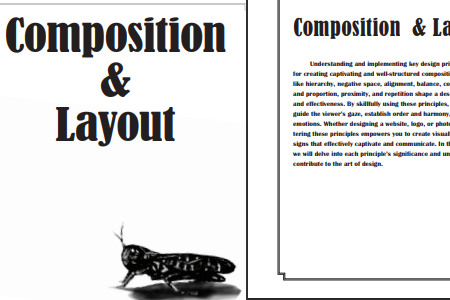 Composition
&
Layout
Composition & La
Understanding and implementing key design pri
for creating captivating and well-structured compositi
like hierarchy, negative space, alignment, balance, co
and proportion, proximity, and repetition shape a des
and effectiveness. By skillfully using these principles,
guide the viewer's gaze, establish order and harmony,
emotions. Whether designing a website, logo, or photo
tering these principles empowers you to create visual
signs that effectively captivate and communicate. In th
we will delve into each principle's significance and un
contribute to the art of design.